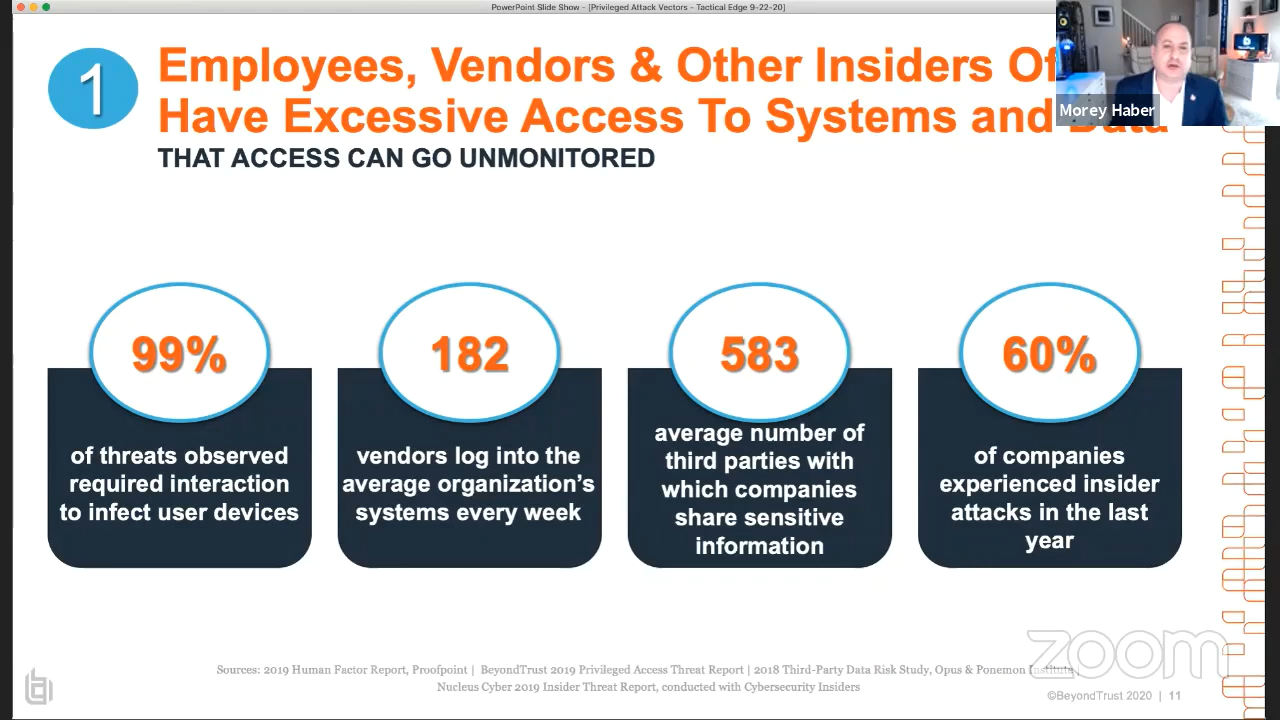 PowerPoint Slide Show - [Privileged Attack Vectors - Tactical Edge 9-22-20]
1
Employees, Vendors & Other Insiders Of
Have Excessive Access To Systems and Data
THAT ACCESS CAN GO UNMONITORED
Morey Haber
99%
of threats observed
required interaction
to infect user devices
182
vendors log into the
average organization's
systems every week
583
average number of
third parties with
which companies
share sensitive
information
60%
of companies
experienced insider
attacks in the last
year
zoom
Sources: 2019 Human Factor Report, Proofpoint | BeyondTrust 2019 Privileged Access Threat Report | 2018 Third-Party Data Risk Study, Opus & Ponemon Institute |
Nucleus Cyber 2019 Insider Threat Report, conducted with Cybersecurity Insiders
©BeyondTrust 2020 | 11